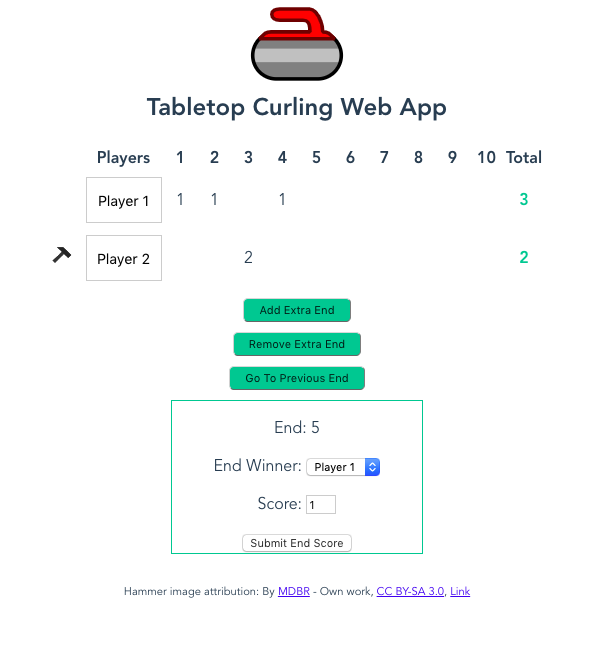 Tabletop Curling Web App
Players 1 2 3 4 5 6 7 8 9 10 Total
Player 1 1 1 1 3
Player 2 2 2
Add Extra End
Remove Extra End
Go To Previous End
End: 5
End Winner: Player 1
Score: 1
Submit End Score
Hammer image attribution: By MDBR - Own work, CC BY-SA 3.0, Link